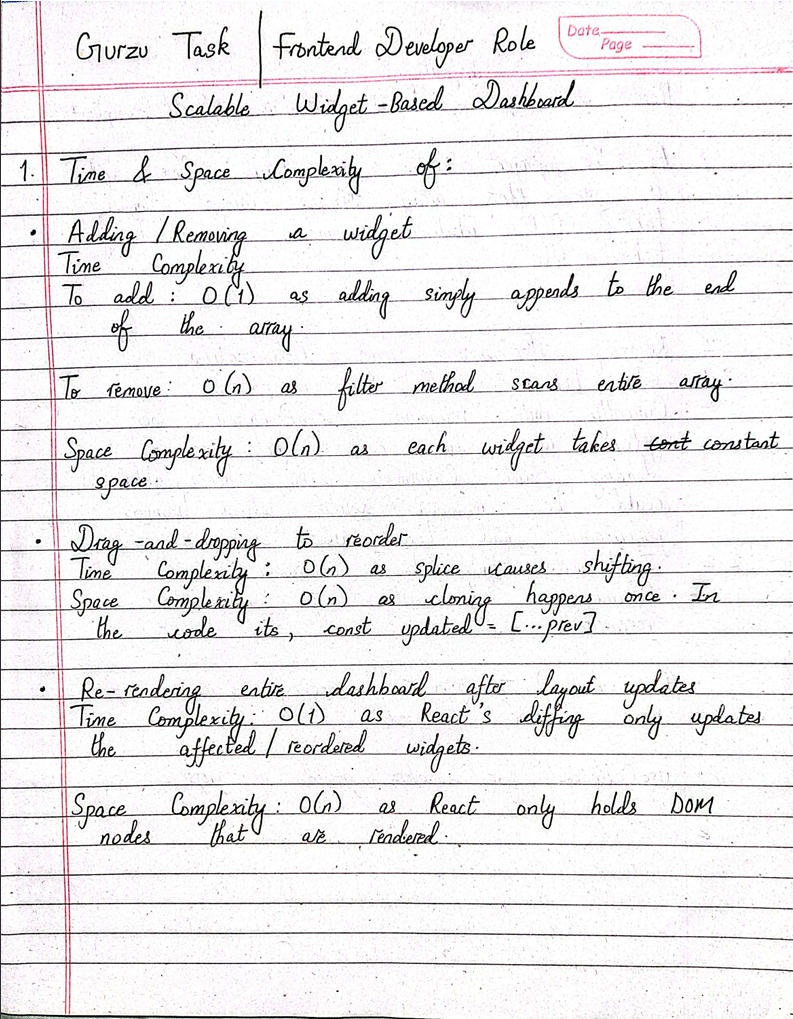 Gurzu Task | Frontend Developer Role
Date
Page
Scalable Widget-Based Dashboard
1. Time & Space Complexity of:
• Adding / Removing a widget
Time Complexity
To add : O(1) as adding simply appends to the end
of the array.
To remove: O(n) as filter method scans entire array.
Space Complexity : O(n) as each widget takes cont constant
space.
• Drag-and-dropping to reorder
Time Complexity : O(n) as splice causes shifting.
Space Complexity : O(n) as cloning happens once. In
the code its, const updated = [...prev].
• Re-rendering entire dashboard after layout updates
Time Complexity: O(1) as React's diffing only updates
the affected / reordered widgets.
Space Complexity: O(n) as React only holds DOM
nodes that are rendered.